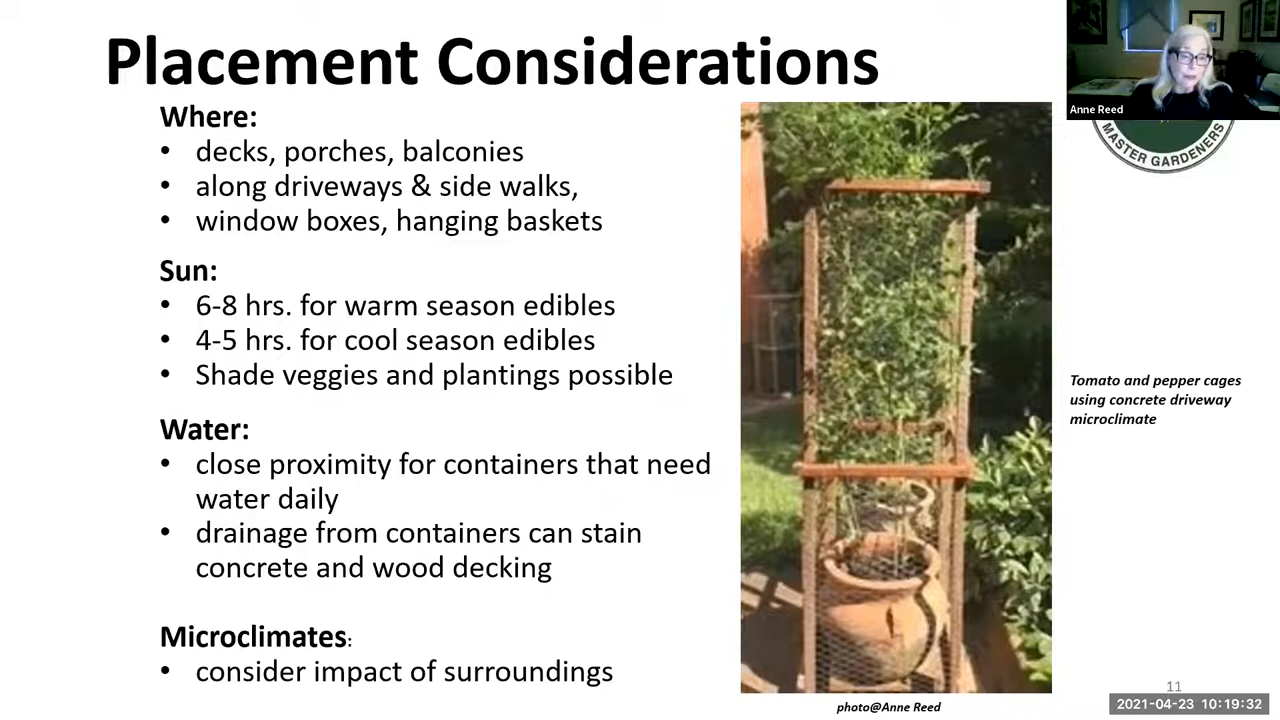 Placement Considerations
Where:
• decks, porches, balconies
• along driveways & side walks,
• window boxes, hanging baskets
Sun:
• 6-8 hrs. for warm season edibles
• 4-5 hrs. for cool season edibles
• Shade veggies and plantings possible
Water:
• close proximity for containers that need
water daily
• drainage from containers can stain
concrete and wood decking
Microclimates:
• consider impact of surroundings
photo@Anne Reed
Anne Reed
MASTER GARDENERS
Tomato and pepper cages
using concrete driveway
microclimate
11
2021-04-23 10:19:32